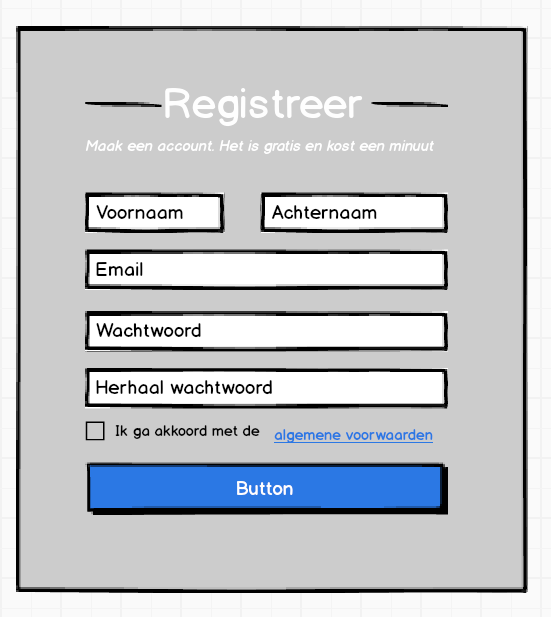 Registreer
Maak een account. Het is gratis en kost een minuut
Voornaam Achternaam
Email
Wachtwoord
Herhaal wachtwoord
Ik ga akkoord met de algemene voorwaarden
Button